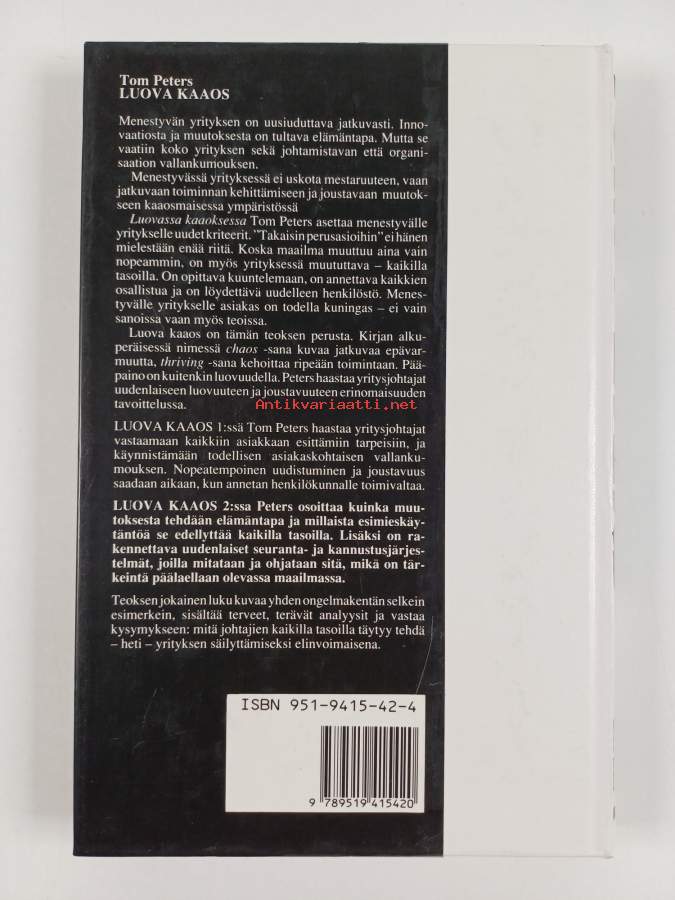 Tom Peters
LUOVA KAAOS
Menestyvän yrityksen on uusiuduttava jatkuvasti. Inno-
vaatiosta ja muutoksesta on tultava elämäntapa. Mutta se
vaatiin koko yrityksen sekä johtamistavan että organi-
saation vallankumouksen.
Menestyvässä yrityksessä ei uskota mestaruuteen, vaan
jatkuvaan toiminnan kehittämiseen ja joustavaan muutok-
seen kaaosmaisessa ympäristössä
Luovassa kaaoksessa Tom Peters asettaa menestyvälle
yritykselle uudet kriteerit. "Takaisin perusasioihin" ei hänen
mielestään enää riitä. Koska maailma muuttuu aina vain
nopeammin, on myös yrityksessä muututtava – kaikilla
tasoilla. On opittava kuuntelemaan, on annettava kaikkien
osallistua ja on löydettävä uudelleen henkilöstö. Menes-
tyvälle yritykselle asiakas on todella kuningas – ei vain
sanoissa vaan myös teoissa.
Luova kaaos on tämän teoksen perusta. Kirjan alku-
peräisessä nimessä chaos -sana kuvaa jatkuvaa epävar-
muutta, thriving -sana kehoittaa ripeään toimintaan. Pää-
paino on kuitenkin luovuudella. Peters haastaa yritysjohtajat
uudenlaiseen luovuuteen ja joustavuuteen erinomaisuuden
tavoittelussa.
Antikvariaatti.net
LUOVA KAAOS 1:ssä Tom Peters haastaa yritysjohtajat
vastaamaan kaikkiin asiakkaan esittämiin tarpeisiin, ja
käynnistämään todellisen asiakaskohtaisen vallanku-
mouksen. Nopeatempoinen uudistuminen ja joustavuus
saadaan aikaan, kun annetan henkilökunnalle toimivaltaa.
LUOVA KAAOS 2:ssa Peters osoittaa kuinka muu-
toksesta tehdään elämäntapa ja millaista esimieskäy-
täntöä se edellyttää kaikilla tasoilla. Lisäksi on ra-
kennettava uudenlaiset seuranta- ja kannustusjärjes-
telmät, joilla mitataan ja ohjataan sitä, mikä on tär-
keintä päälaellaan olevassa maailmassa.
Teoksen jokainen luku kuvaa yhden ongelmakentän selkein
esimerkein, sisältää terveet, terävät analyysit ja vastaa
kysymykseen: mitä johtajien kaikilla tasoilla täytyy tehdä
– heti – yrityksen säilyttämiseksi elinvoimaisena.
ISBN 951-9415-42-4
9 789519 415420